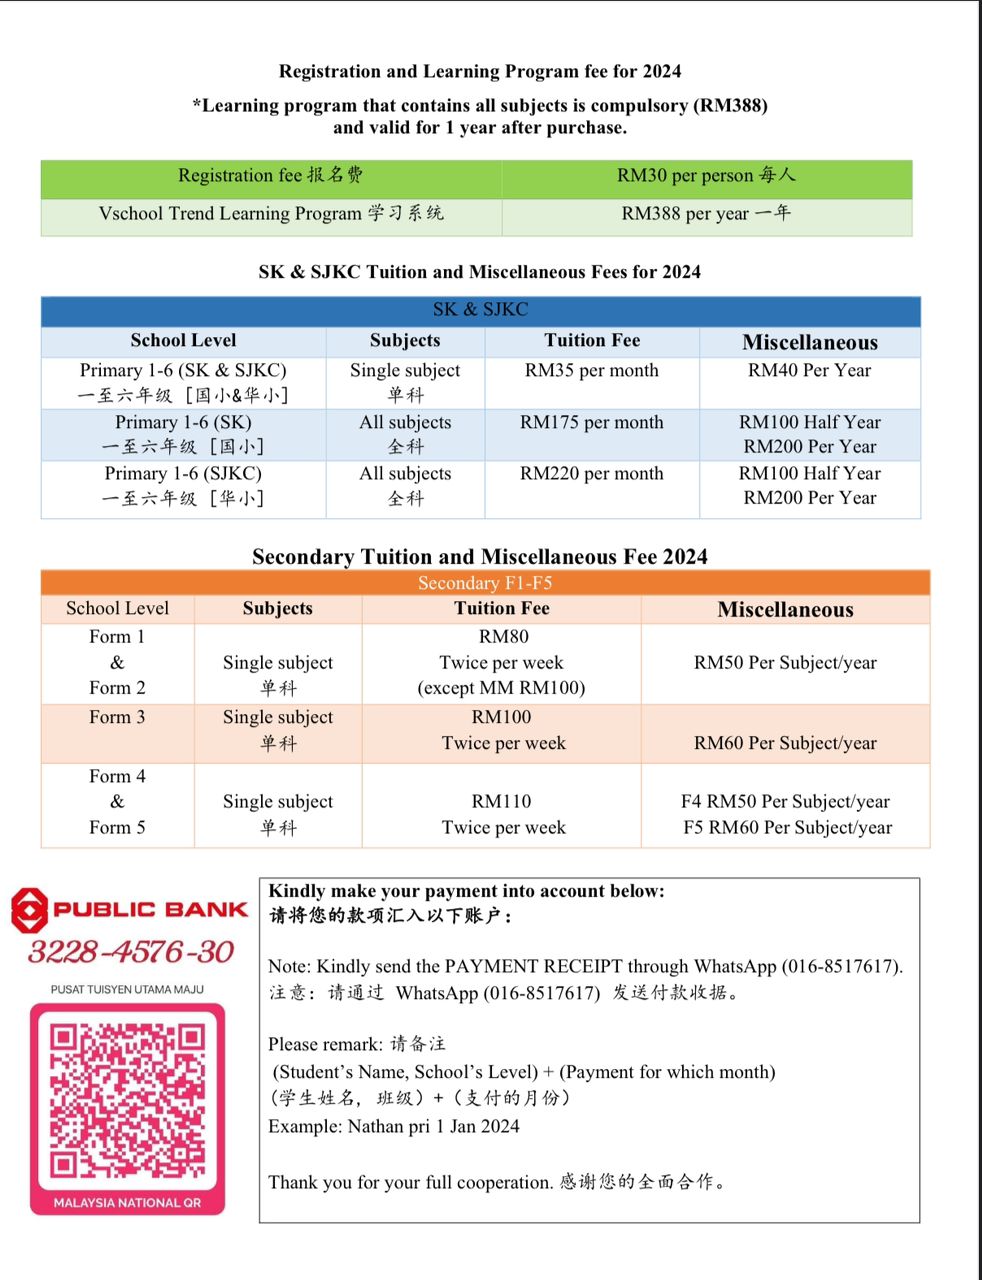 Registration and Learning Program fee for 2024
*Learning program that contains all subjects is compulsory (RM388)
and valid for 1 year after purchase.
Registration fee 报名费 RM30 per person 每人
Vschool Trend Learning Program 学习系统 RM388 per year 一年
SK & SJKC Tuition and Miscellaneous Fees for 2024
SK & SJKC
School Level Subjects Tuition Fee Miscellaneous
Primary 1-6 (SK & SJKC) Single subject RM35 per month RM40 Per Year
一至六年级 [国小&华小] 单科
Primary 1-6 (SK) All subjects RM175 per month RM100 Half Year
一至六年级 [国小] 全科 RM200 Per Year
Primary 1-6 (SJKC) All subjects RM220 per month RM100 Half Year
一至六年级 [华小] 全科 RM200 Per Year
Secondary Tuition and Miscellaneous Fee 2024
Secondary F1-F5
School Level Subjects Tuition Fee Miscellaneous
Form 1 RM80
& Single subject Twice per week RM50 Per Subject/year
Form 2 单科 (except MM RM100)
Form 3 Single subject RM100
单科 Twice per week RM60 Per Subject/year
Form 4
& Single subject RM110 F4 RM50 Per Subject/year
Form 5 单科 Twice per week F5 RM60 Per Subject/year
PUBLIC BANK
3228-4576-30
PUSAT TUISYEN UTAMA MAJU
MALAYSIA NATIONAL QR
Kindly make your payment into account below:
请将您的款项汇入以下账户：
Note: Kindly send the PAYMENT RECEIPT through WhatsApp (016-8517617).
注意：请通过 WhatsApp (016-8517617) 发送付款收据。
Please remark: 请备注
(Student’s Name, School’s Level) + (Payment for which month)
（学生姓名，班级）+（支付的月份）
Example: Nathan pri 1 Jan 2024
Thank you for your full cooperation. 感谢您的全面合作。